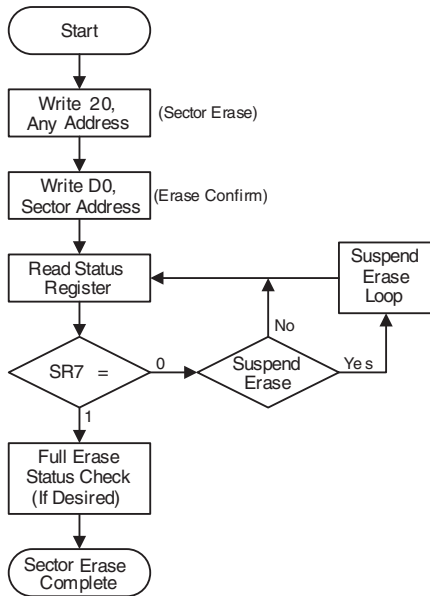 Start
Write 20,
Any Address
(Sector Erase)
Write D0,
Sector Address
(Erase Confirm)
Read Status
Register
Suspend
Erase
Loop
No
SR7 =
0
Suspend
Erase
Yes
1
Full Erase
Status Check
(If Desired)
Sector Erase
Complete